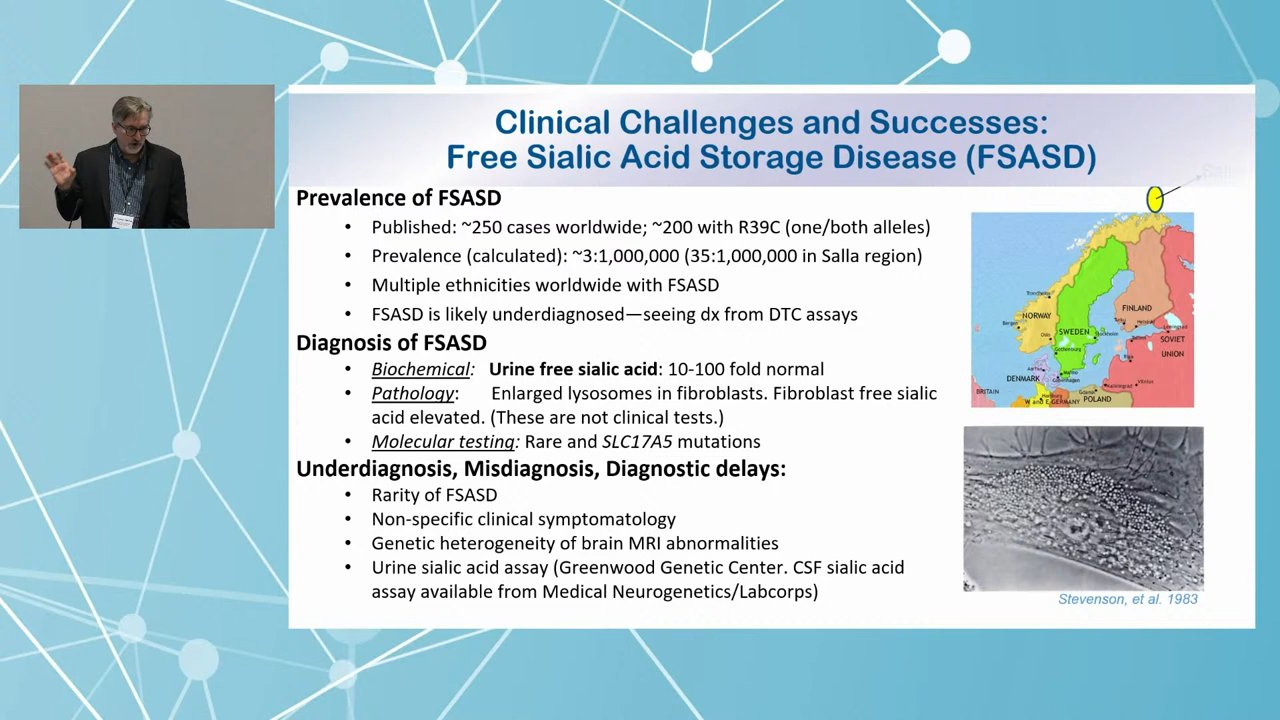 Clinical Challenges and Successes:
Free Sialic Acid Storage Disease (FSASD)
Prevalence of FSASD
• Published: ~250 cases worldwide; ~200 with R39C (one/both alleles)
• Prevalence (calculated): ~3:1,000,000 (35:1,000,000 in Salla region)
• Multiple ethnicities worldwide with FSASD
• FSASD is likely underdiagnosed—seeing dx from DTC assays
Diagnosis of FSASD
• Biochemical: Urine free sialic acid: 10-100 fold normal
• Pathology: Enlarged lysosomes in fibroblasts. Fibroblast free sialic
acid elevated. (These are not clinical tests.)
• Molecular testing: Rare and SLC17A5 mutations
Underdiagnosis, Misdiagnosis, Diagnostic delays:
• Rarity of FSASD
• Non-specific clinical symptomatology
• Genetic heterogeneity of brain MRI abnormalities
• Urine sialic acid assay (Greenwood Genetic Center. CSF sialic acid
assay available from Medical Neurogenetics/Labcorps)
NORWAY
FINLAND
SWEDEN
SOVIET
UNION
DENMARK
BRITAIN
W and E GERMANY
POLAND
Stevenson, et al. 1983